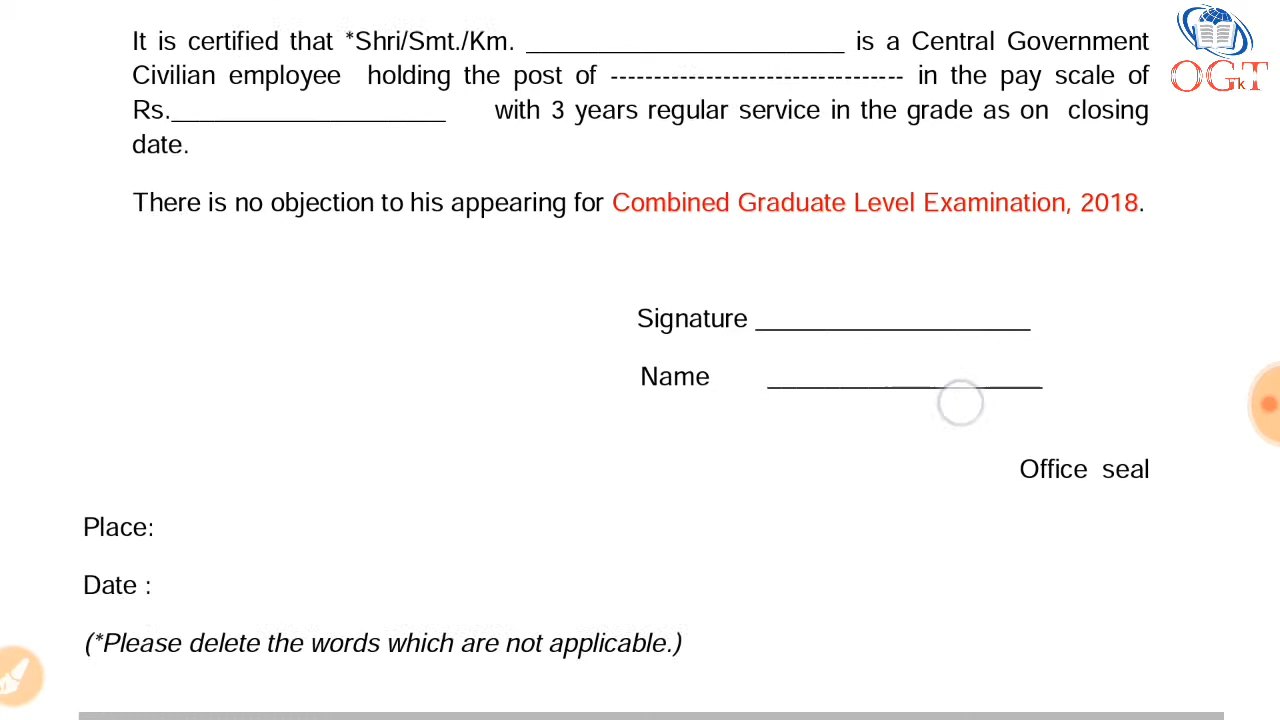 It is certified that *Shri/Smt./Km. ______________________ is a Central Government
Civilian employee holding the post of ---------------------------------- in the pay scale of
Rs.___________________ with 3 years regular service in the grade as on closing
date.
There is no objection to his appearing for Combined Graduate Level Examination, 2018.
Signature ___________________
Name ___________________
Office seal
Place:
Date :
(*Please delete the words which are not applicable.)
OGkT